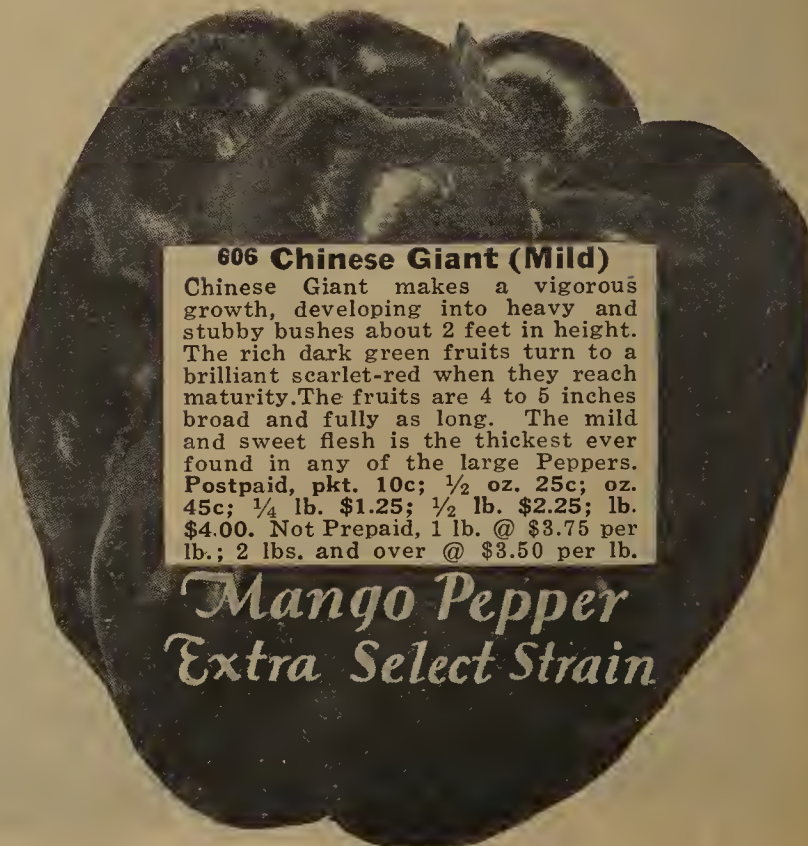 606 Chinese Giant (Mild)
Chinese Giant makes a vigorous
growth, developing into heavy and
stubby bushes about 2 feet in height.
The rich dark green fruits turn to a
brilliant scarlet-red when they reach
maturity.The fruits are 4 to 5 inches
broad and fully as long. The mild
and sweet flesh is the thickest ever
found in any of the large Peppers.
Postpaid, pkt. 10c; ½ oz. 25c; oz.
45c; ¼ lb. $1.25; ½ lb. $2.25; lb.
$4.00. Not Prepaid, 1 lb. @ $3.75 per
lb.; 2 lbs. and over @ $3.50 per lb.
Mango Pepper
Extra Select Strain